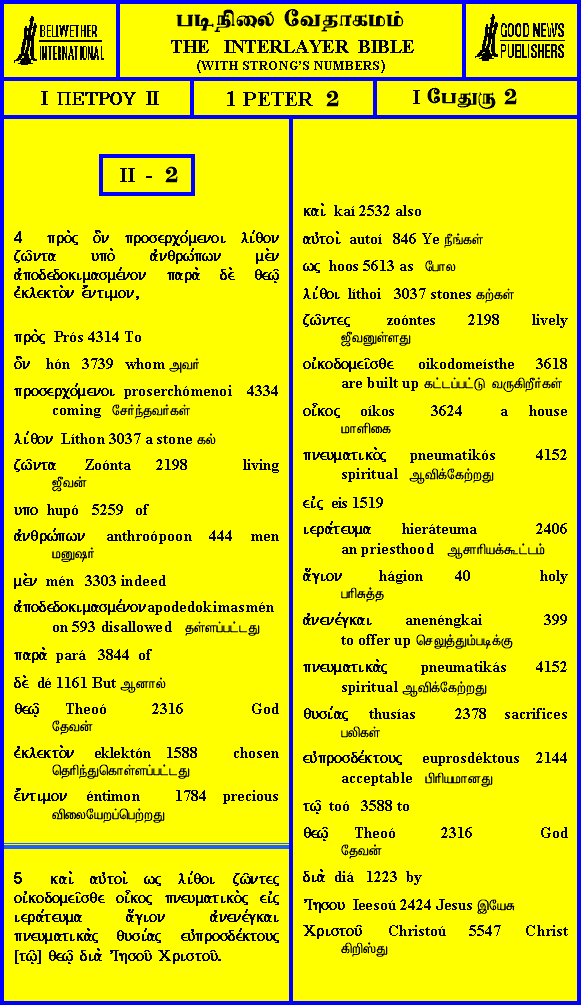 BELLWETHER
INTERNATIONAL
படிநிலை வேதாகமம்
THE INTERLAYER BIBLE
(WITH STRONG'S NUMBERS)
GOOD NEWS
PUBLISHERS
I ΠΕΤΡΟΥ II
1 PETER 2
I பேதுரு 2
II - 2
4 πρὸς ὃν προσερχόμενοι λίθον
ζῶντα ὑπὸ ἀνθρώπων μὲν
ἀποδεδοκιμασμένον παρὰ δὲ θεῷ
ἐκλεκτὸν ἔντιμον,
πρὸς Prós 4314 To
ὃν hón 3739 whom அவர்
προσερχόμενοι proserchómenoi 4334
coming சேர்ந்தவர்கள்
λίθον Líthon 3037 a stone கல்
ζῶντα Zoónta 2198 living
ஜீவன்
υπο hupó 5259 of
ἀνθρώπων anthroópoon 444 men
மனுஷர்
μὲν mén 3303 indeed
ἀποδεδοκιμασμένον apodedokimasmén
on 593 disallowed தள்ளப்பட்டது
παρὰ pará 3844 of
δὲ dé 1161 But ஆனால்
θεῷ Theoó 2316 God
தேவன்
ἐκλεκτὸν eklektón 1588 chosen
தெரிந்துகொள்ளப்பட்டது
ἔντιμον éntimon 1784 precious
விலையேறப்பெற்றது
5 καὶ αὐτοὶ ως λίθοι ζῶντες
οἰκοδομεῖσθε οἶκος πνευματικὸς εἰς
ιεράτευμα ἅγιον ἀνενέγκαι
πνευματικὰς θυσίας εὐπροσδέκτους
[τῷ] θεῷ διὰ Ἰησοῦ Χριστοῦ.
καὶ kaí 2532 also
αὐτοὶ autoí 846 Ye நீங்கள்
ως hoos 5613 as போல
λίθοι líthoi 3037 stones கற்கள்
ζῶντες zoóntes 2198 lively
ஜீவனுள்ளது
οἰκοδομεῖσθε oikodomeísthe 3618
are built up கட்டப்பட்டு வருகிறீர்கள்
οἶκος oíkos 3624 a house
மாளிகை
πνευματικὸς pneumatikós 4152
spiritual ஆவிக்கேற்றது
εἰς eis 1519
ιεράτευμα hieráteuma 2406
an priesthood ஆசாரியக்கூட்டம்
ἅγιον hágion 40 holy
பரிசுத்த
ἀνενέγκαι anenéngkai 399
to offer up செலுத்தும்படிக்கு
πνευματικὰς pneumatikás 4152
spiritual ஆவிக்கேற்றது
θυσίας thusías 2378 sacrifices
பலிகள்
εὐπροσδέκτους euprosdéktous 2144
acceptable பிரியமானது
τῷ toó 3588 to
θεῷ Theoó 2316 God
தேவன்
διὰ diá 1223 by
Ἰησου Ieesoú 2424 Jesus இயேசு
Χριστοῦ Christoú 5547 Christ
கிறிஸ்து